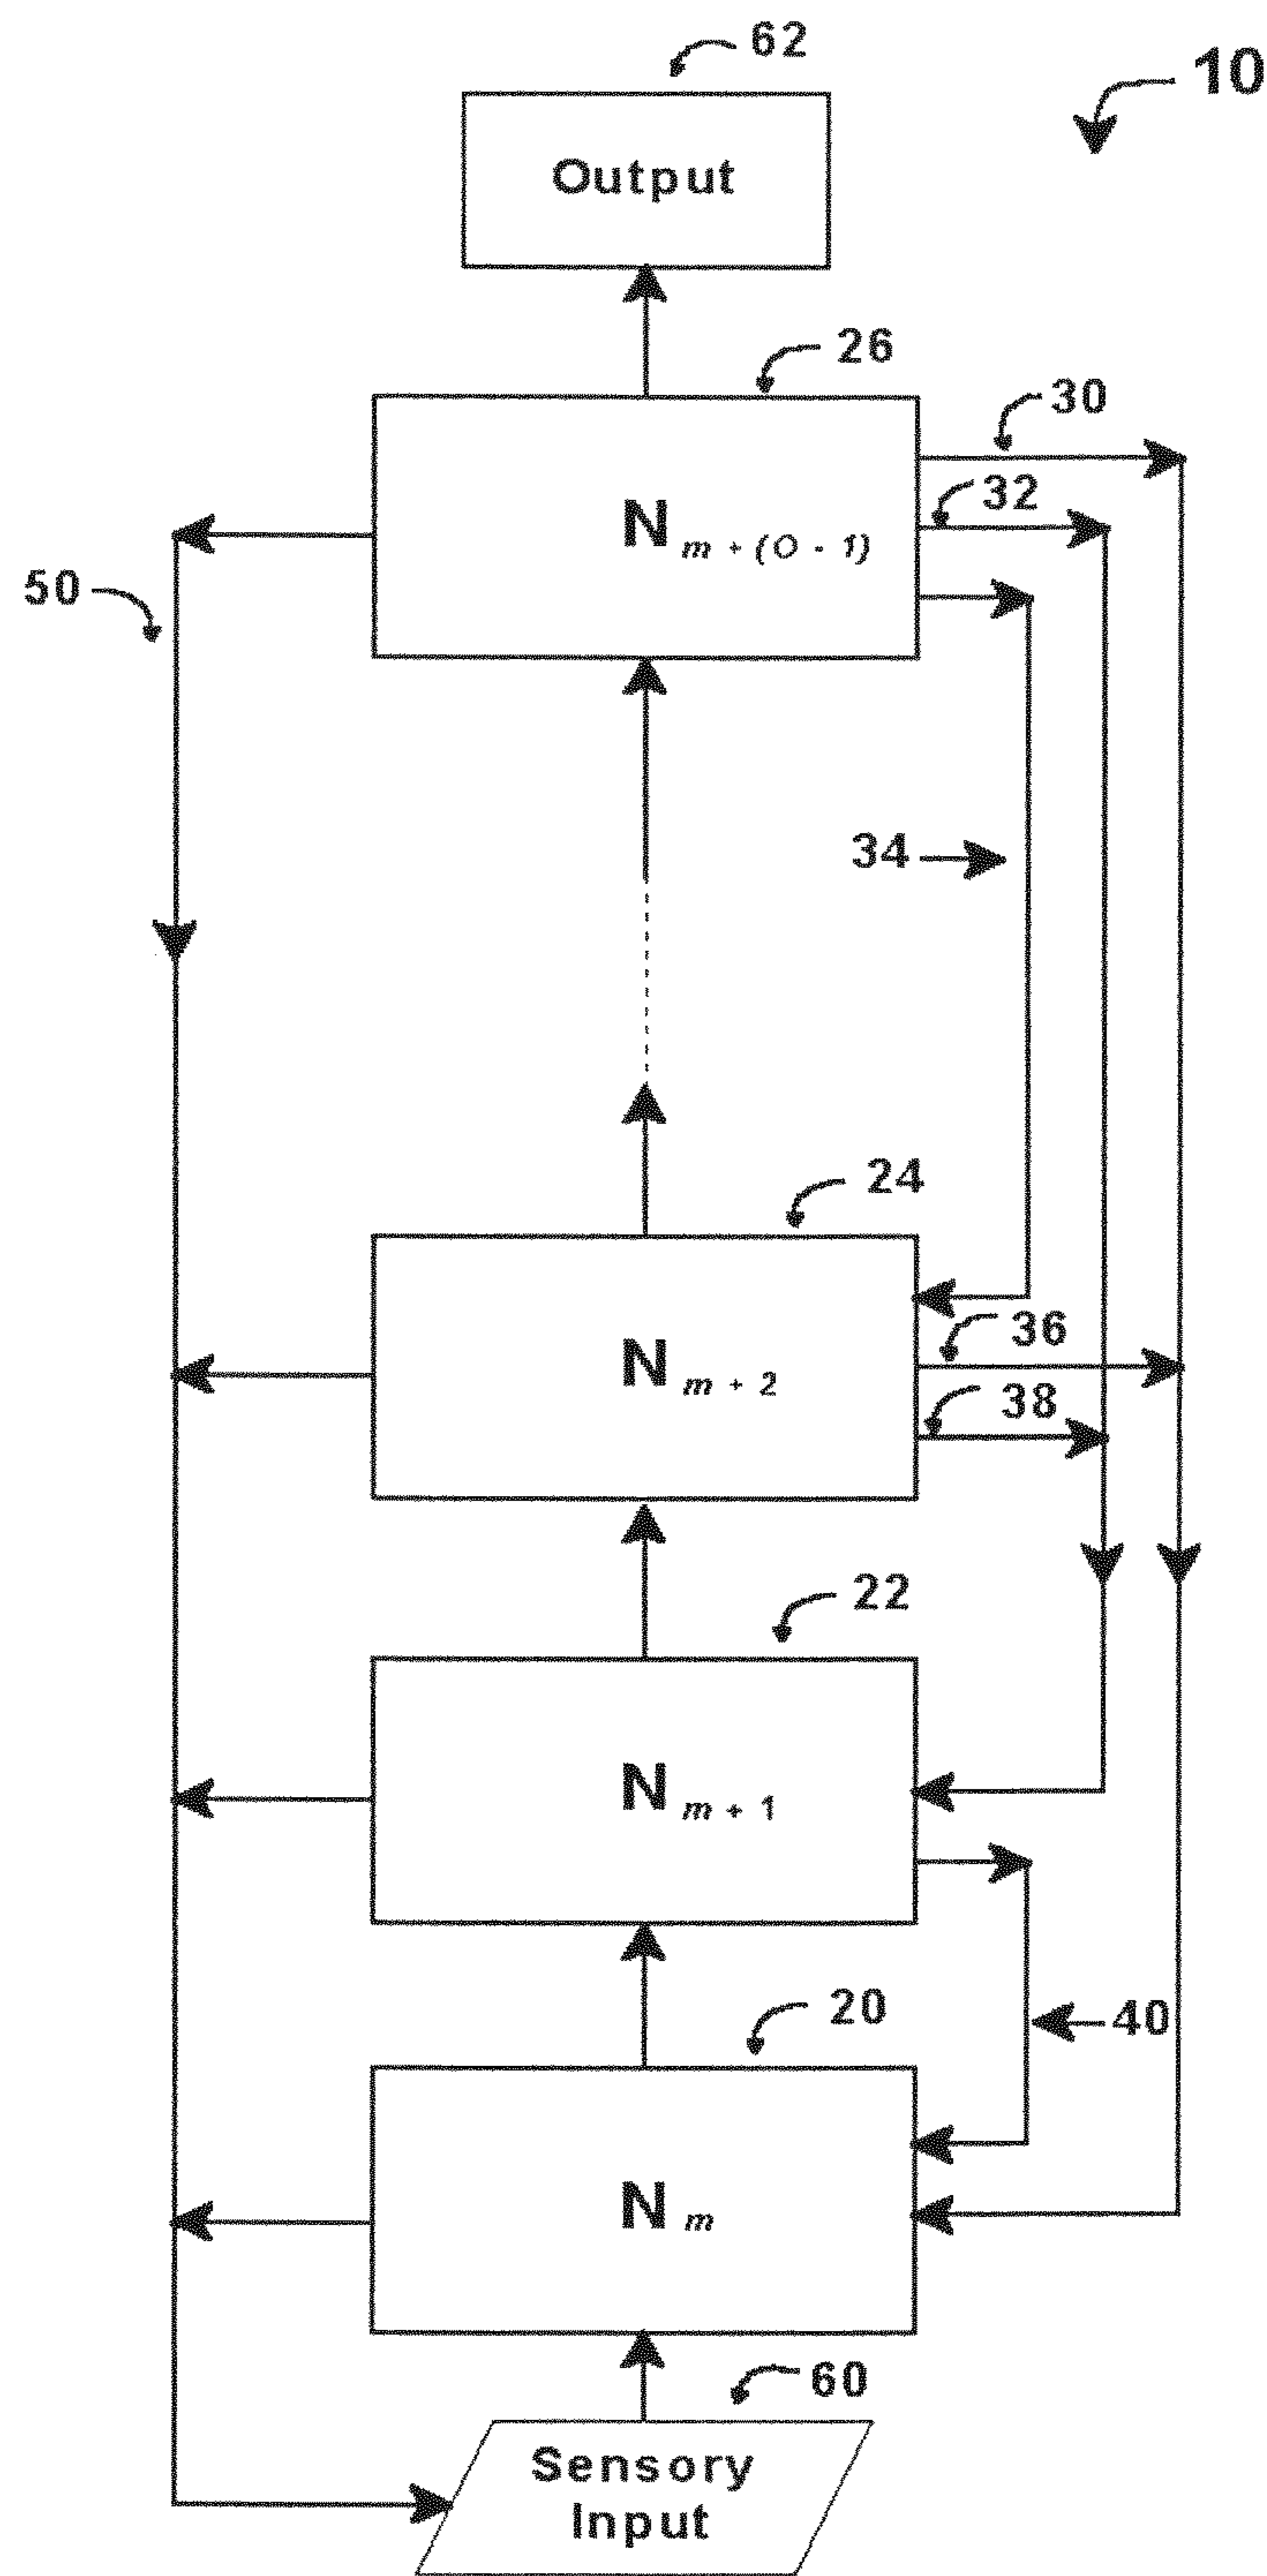 62
10
Output
26
30
32
N m + (O - 1)
50
34
24
36
N m + 2
38
22
N m + 1
20
40
N m
60
Sensory
Input